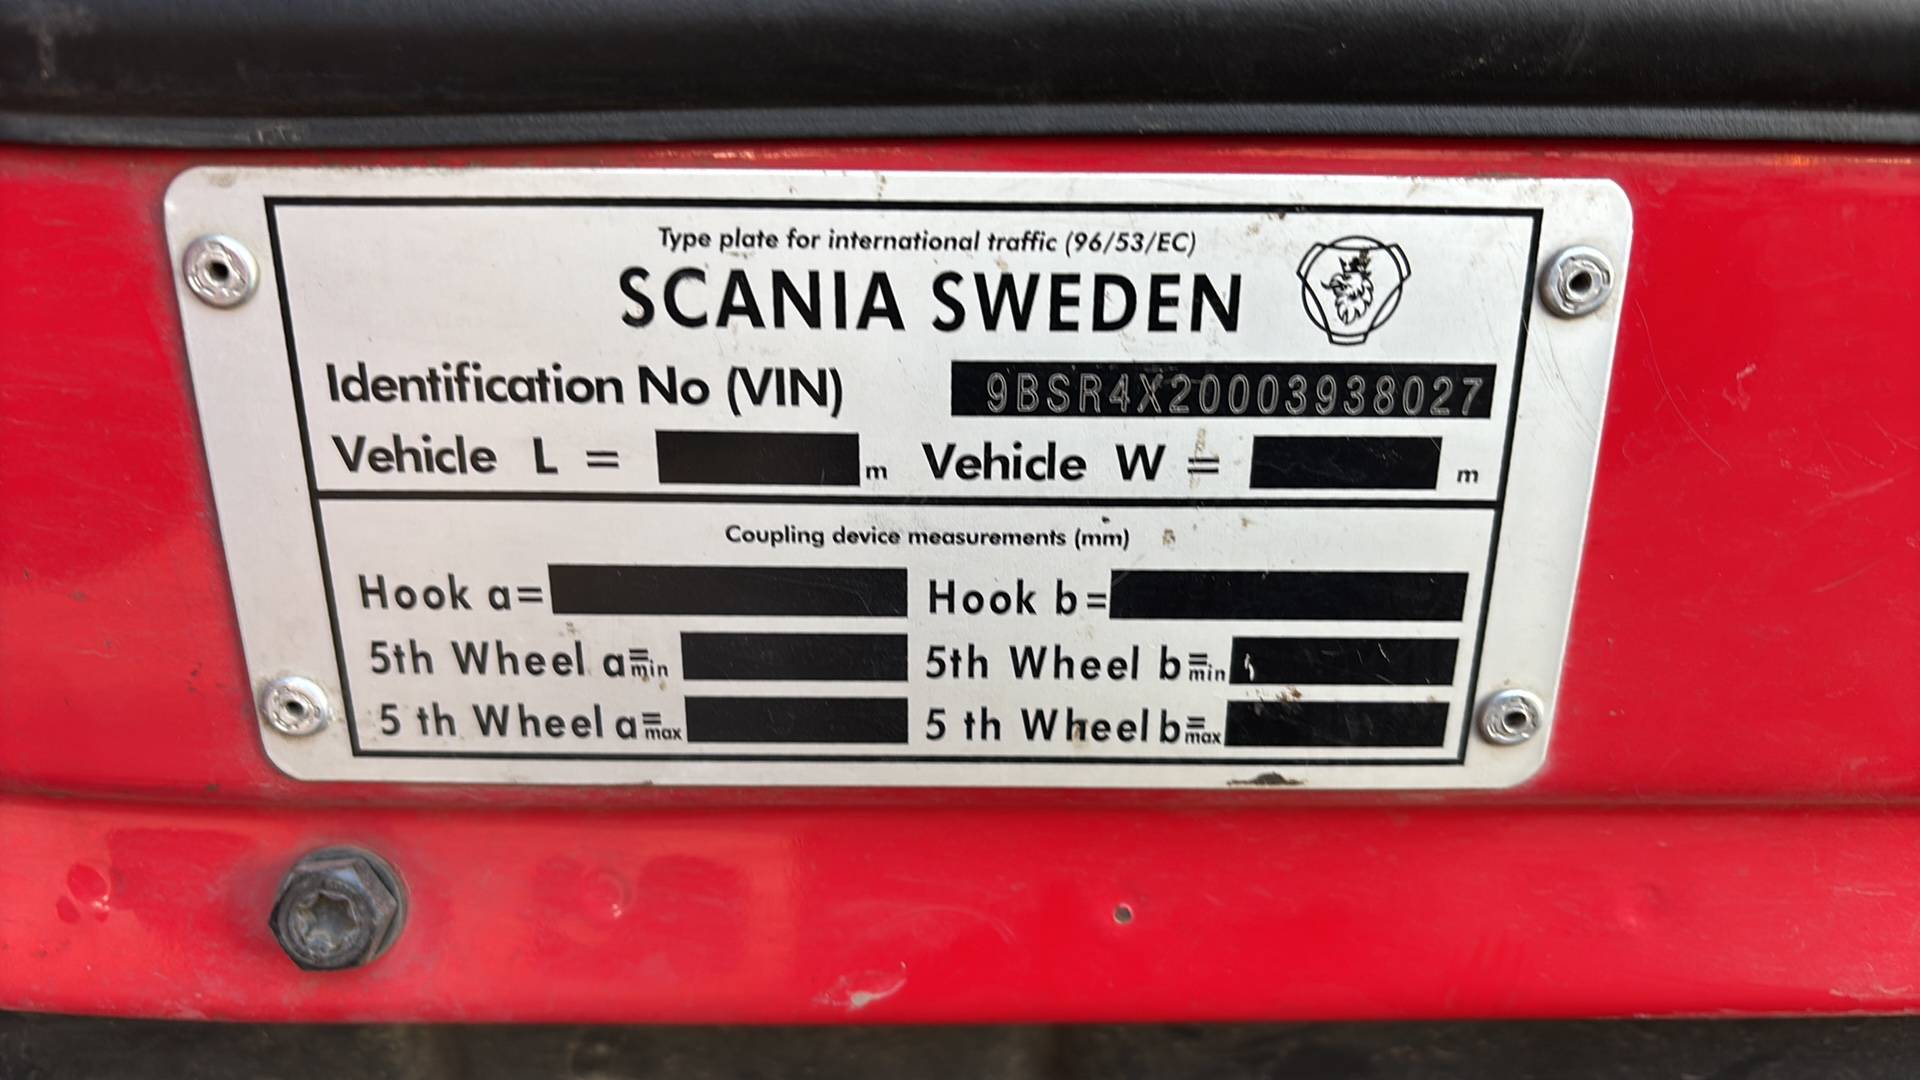 Type plate for international traffic (96/53/EC)
SCANIA SWEDEN
Identification No (VIN) 9BSR4X20003938027
Vehicle L = m Vehicle W = m
Coupling device measurements (mm)
Hook a= Hook b=
5th Wheel a= min 5th Wheel b= min
5 th Wheel a= max 5 th Wheel b= max